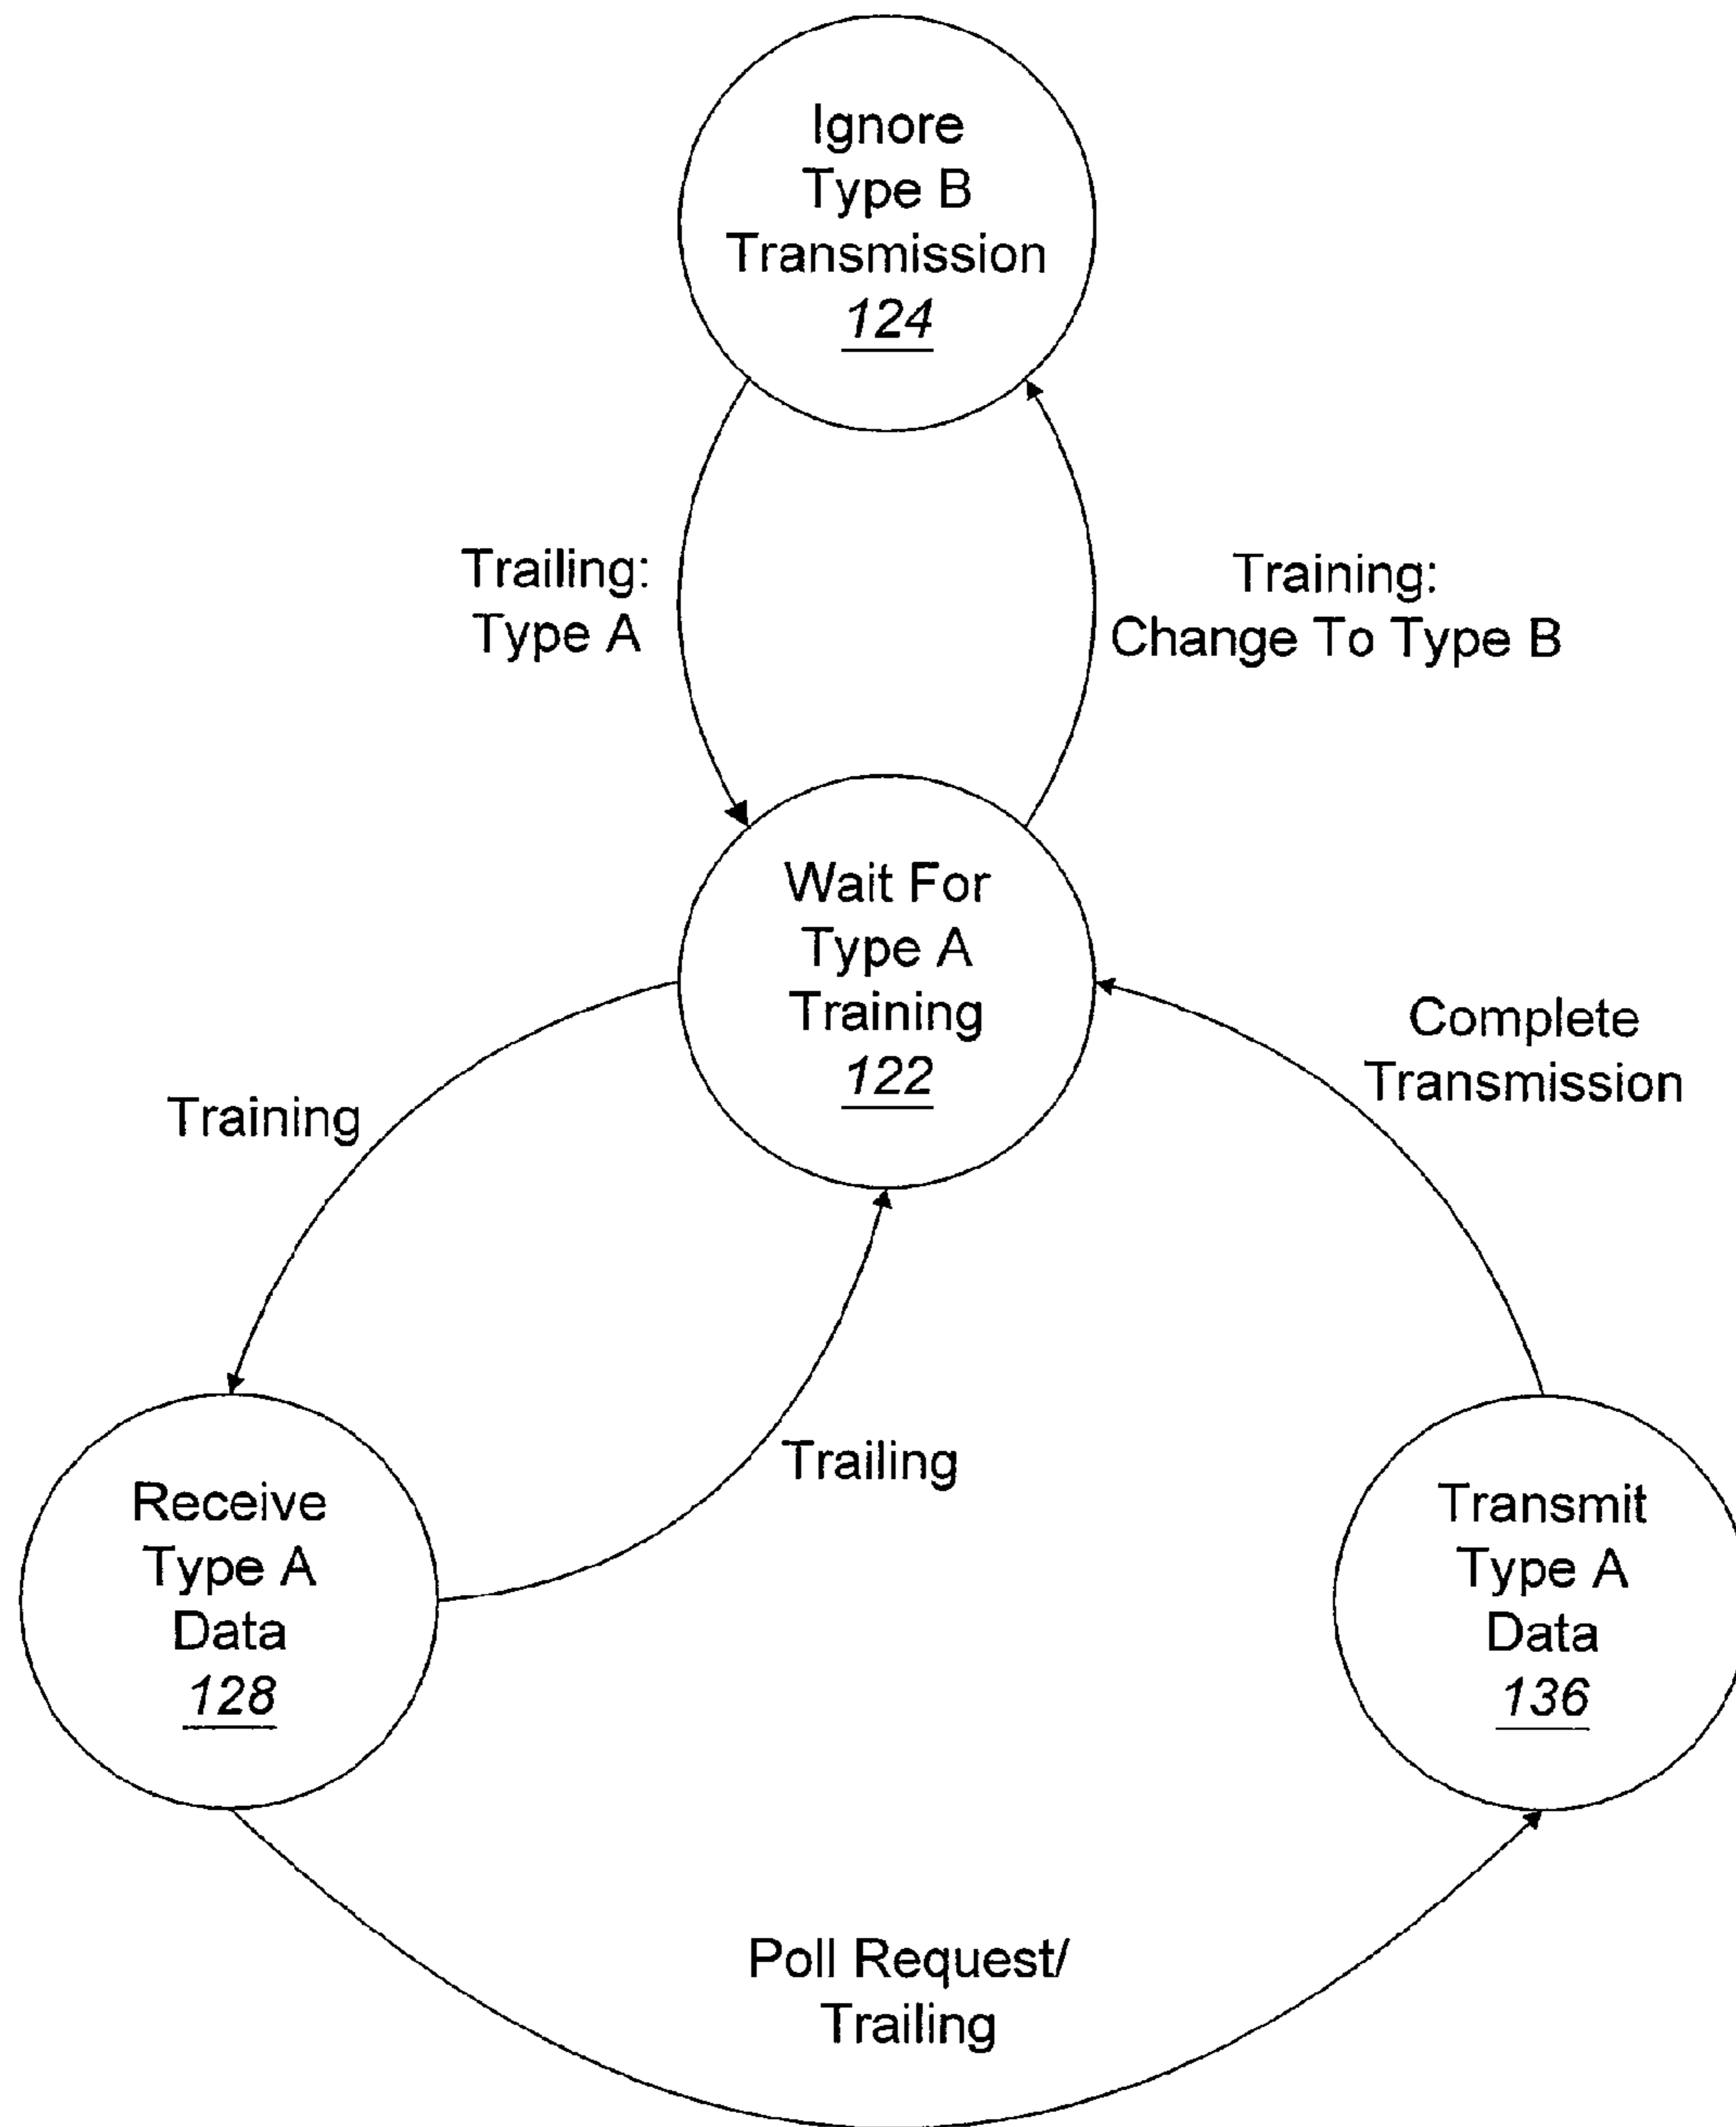 Ignore
Type B
Transmission
124
Trailing:
Type A
Training:
Change To Type B
Wait For
Type A
Training
122
Complete
Transmission
Training
Trailing
Receive
Type A
Data
128
Transmit
Type A
Data
136
Poll Request/
Trailing